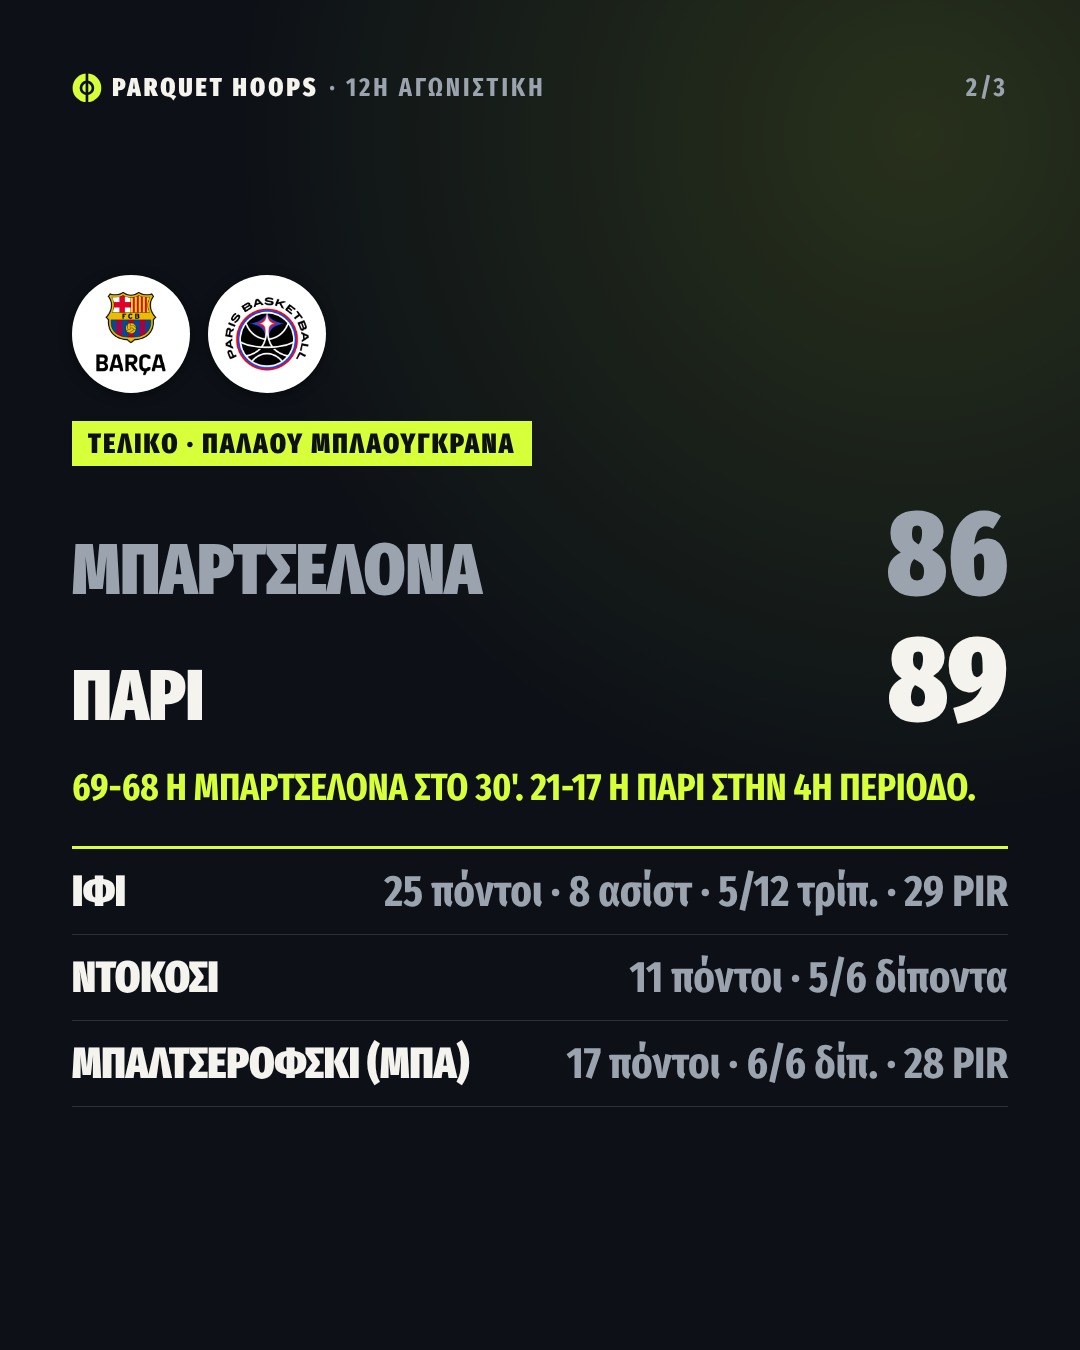 PARQUET HOOPS · 12Η ΑΓΩΝΙΣΤΙΚΗ
2/3
FCB
BARÇA
PARIS BASKETBALL
ΤΕΛΙΚΟ · ΠΑΛΑΟΥ ΜΠΛΑΟΥΓΚΡΑΝΑ
ΜΠΑΡΤΣΕΛΟΝΑ 86
ΠΑΡΙ 89
69-68 Η ΜΠΑΡΤΣΕΛΟΝΑ ΣΤΟ 30'. 21-17 Η ΠΑΡΙ ΣΤΗΝ 4Η ΠΕΡΙΟΔΟ.
ΙΦΙ 25 πόντοι · 8 ασίστ · 5/12 τρίπ. · 29 PIR
ΝΤΟΚΟΣΙ 11 πόντοι · 5/6 δίποντα
ΜΠΑΛΤΣΕΡΟΦΣΚΙ (ΜΠΑ) 17 πόντοι · 6/6 δίπ. · 28 PIR